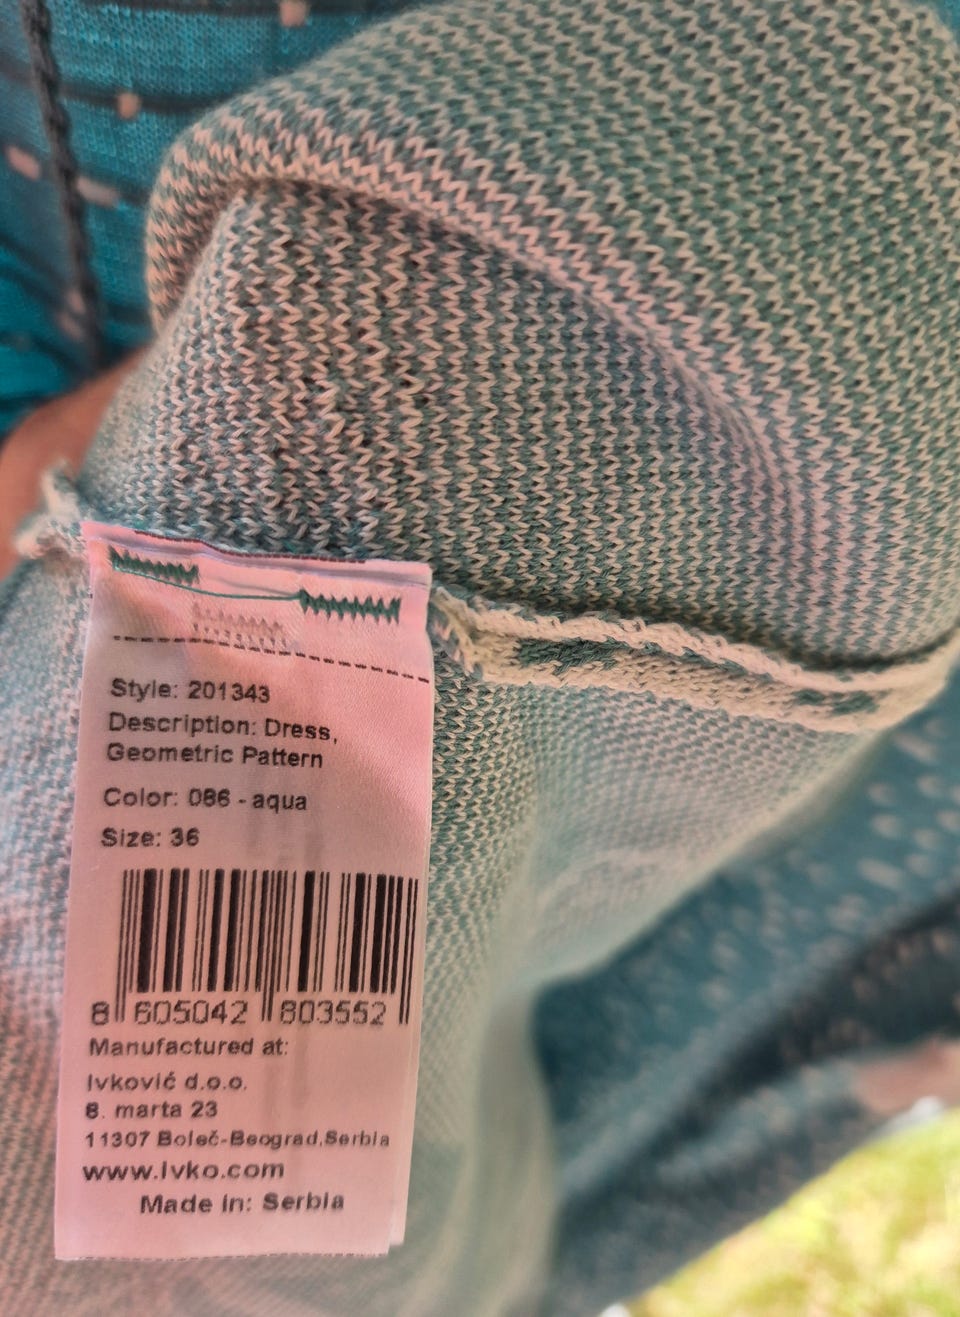 Style: 201343
Description: Dress,
Geometric Pattern
Color: 086 - aqua
Size: 36
8 605042 803552
Manufactured at:
Ivković d.o.o.
8. marta 23
11307 Boleč-Beograd,Serbia
www.Ivko.com
Made in: Serbia